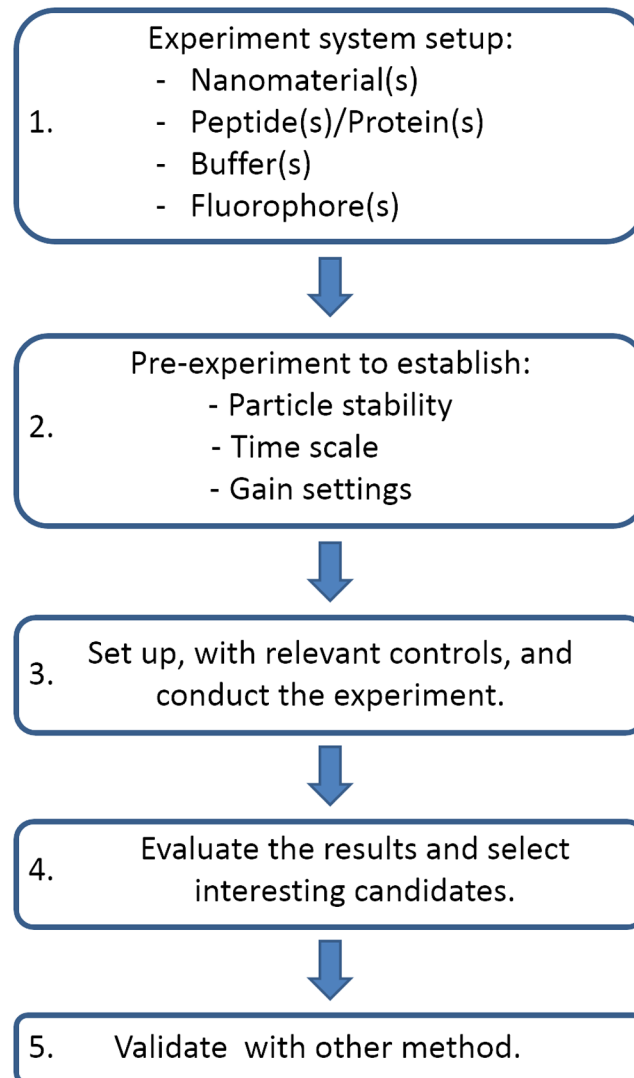 Experiment system setup:
- Nanomaterial(s)
1. - Peptide(s)/Protein(s)
- Buffer(s)
- Fluorophore(s)
Pre-experiment to establish:
- Particle stability
2.
- Time scale
- Gain settings
3. Set up, with relevant controls, and
conduct the experiment.
4. Evaluate the results and select
interesting candidates.
5. Validate with other method.